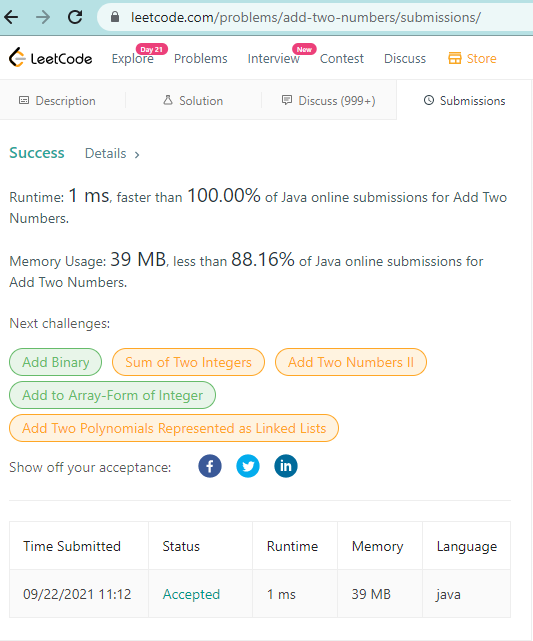 leetcode.com/problems/add-two-numbers/submissions/
Day 21 New
LeetCode Explore Problems Interview Contest Discuss Store
Description Solution Discuss (999+) Submissions
Success Details >
Runtime: 1 ms, faster than 100.00% of Java online submissions for Add Two
Numbers.
Memory Usage: 39 MB, less than 88.16% of Java online submissions for
Add Two Numbers.
Next challenges:
Add Binary Sum of Two Integers Add Two Numbers II
Add to Array-Form of Integer
Add Two Polynomials Represented as Linked Lists
Show off your acceptance: f in
Time Submitted Status Runtime Memory Language
09/22/2021 11:12 Accepted 1 ms 39 MB java